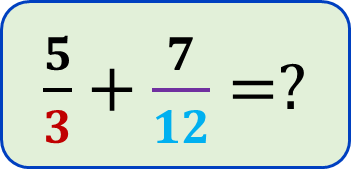 5/3 + 7/12 =?